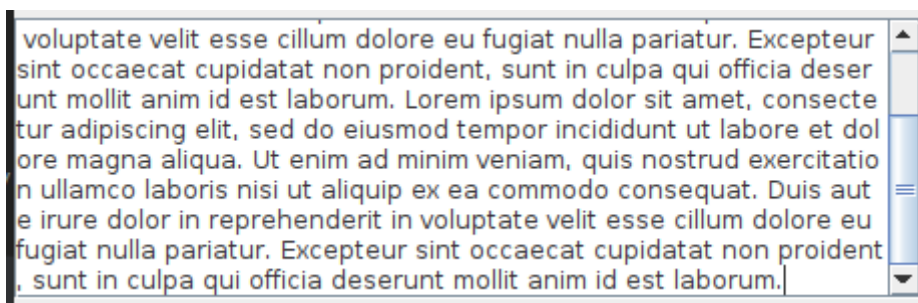 voluptate velit esse cillum dolore eu fugiat nulla pariatur. Excepteur
sint occaecat cupidatat non proident, sunt in culpa qui officia deser
unt mollit anim id est laborum. Lorem ipsum dolor sit amet, consecte
tur adipiscing elit, sed do eiusmod tempor incididunt ut labore et dol
ore magna aliqua. Ut enim ad minim veniam, quis nostrud exercitatio
n ullamco laboris nisi ut aliquip ex ea commodo consequat. Duis aut
e irure dolor in reprehenderit in voluptate velit esse cillum dolore eu
fugiat nulla pariatur. Excepteur sint occaecat cupidatat non proident
, sunt in culpa qui officia deserunt mollit anim id est laborum.